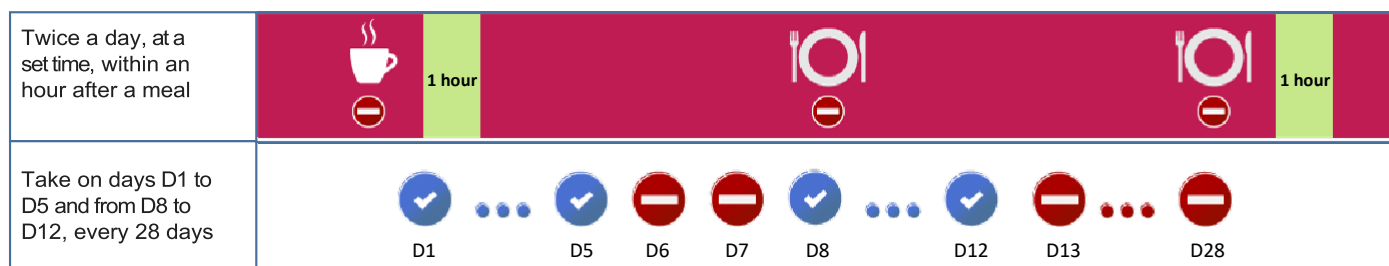 Twice a day, at a
set time, within an
hour after a meal
1 hour
1 hour
Take on days D1 to
D5 and from D8 to
D12, every 28 days
D1
D5
D6
D7
D8
D12
D13
D28